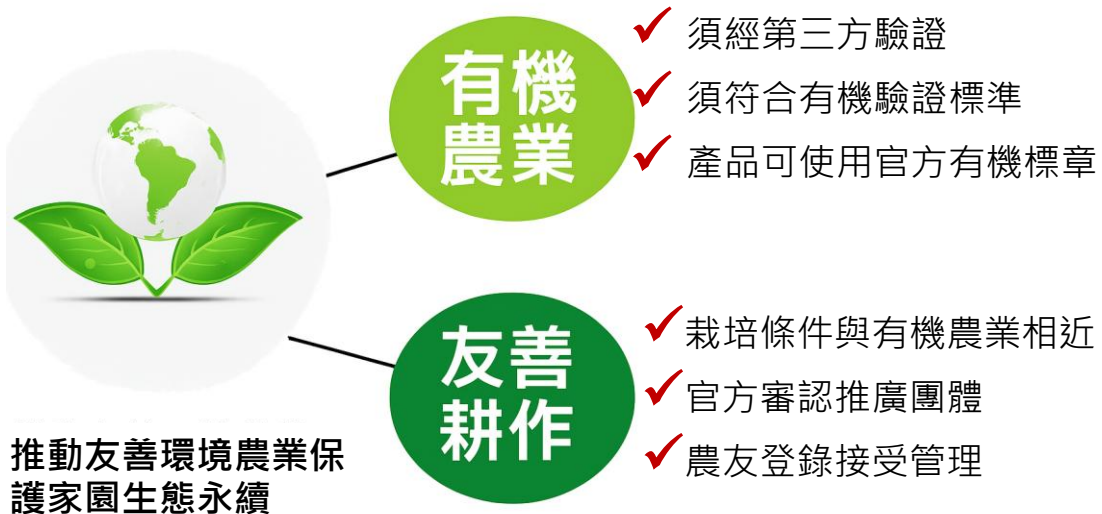 有機
農業
須經第三方驗證
須符合有機驗證標準
產品可使用官方有機標章
友善
耕作
栽培條件與有機農業相近
官方審認推廣團體
農友登錄接受管理
推動友善環境農業保
護家園生態永續